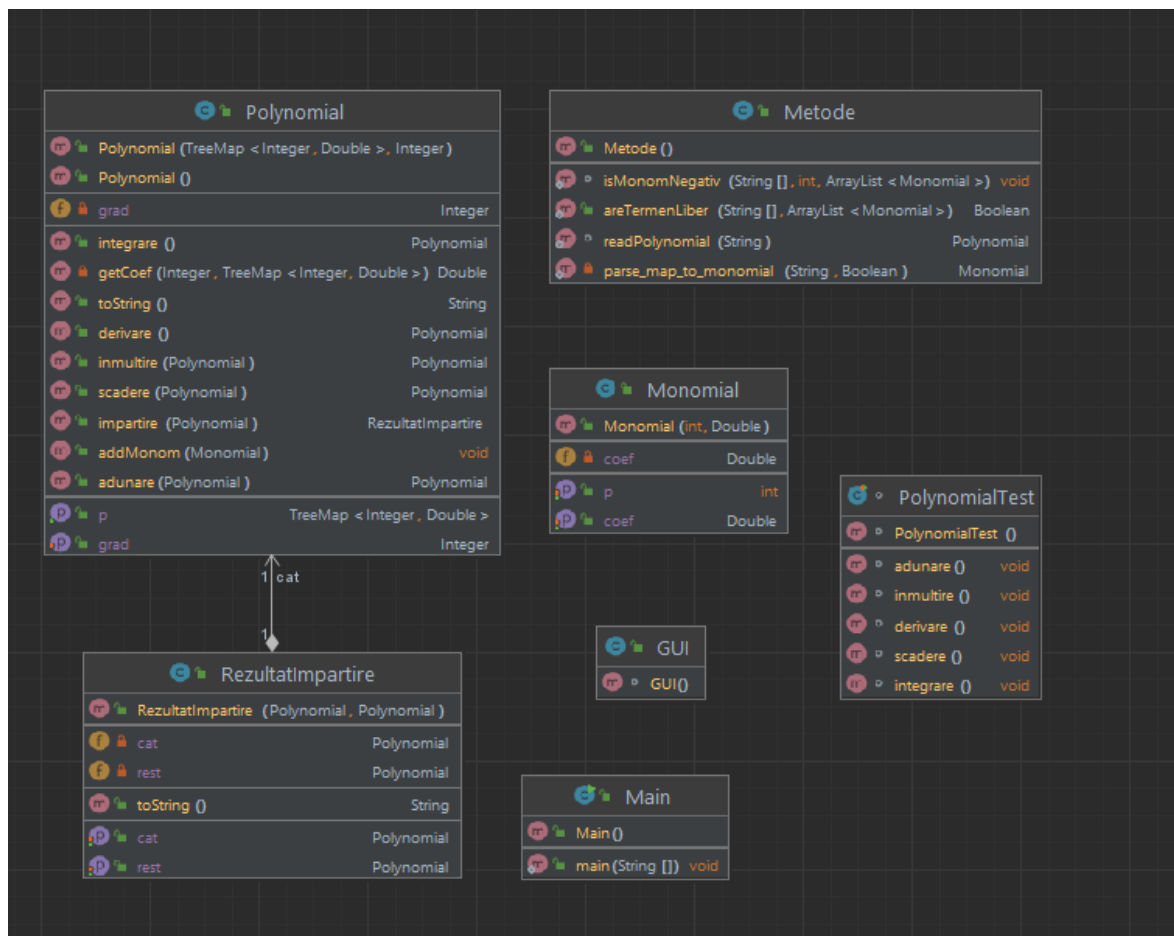 Polynomial
Polynomial (TreeMap <Integer, Double >, Integer)
Polynomial ()
grad Integer
integrare () Polynomial
getCoef (Integer, TreeMap <Integer, Double >) Double
toString () String
derivare () Polynomial
inmultire (Polynomial ) Polynomial
scadere (Polynomial ) Polynomial
impartire (Polynomial ) RezultatImpartire
addMonom (Monomial ) void
adunare (Polynomial ) Polynomial
p TreeMap <Integer, Double >
grad Integer
Metode
Metode ()
isMonomNegativ (String [], int, ArrayList <Monomial >) void
areTermenLiber (String [], ArrayList <Monomial >) Boolean
readPolynomial (String ) Polynomial
parse_map_to_monomial (String , Boolean ) Monomial
Monomial
Monomial (int, Double )
coef Double
p int
coef Double
PolynomialTest
PolynomialTest ()
adunare () void
inmultire () void
derivare () void
scadere () void
integrare () void
1 cat
1
RezultatImpartire
RezultatImpartire (Polynomial, Polynomial )
cat Polynomial
rest Polynomial
toString () String
cat Polynomial
rest Polynomial
GUI
GUI()
Main
Main()
main(String []) void